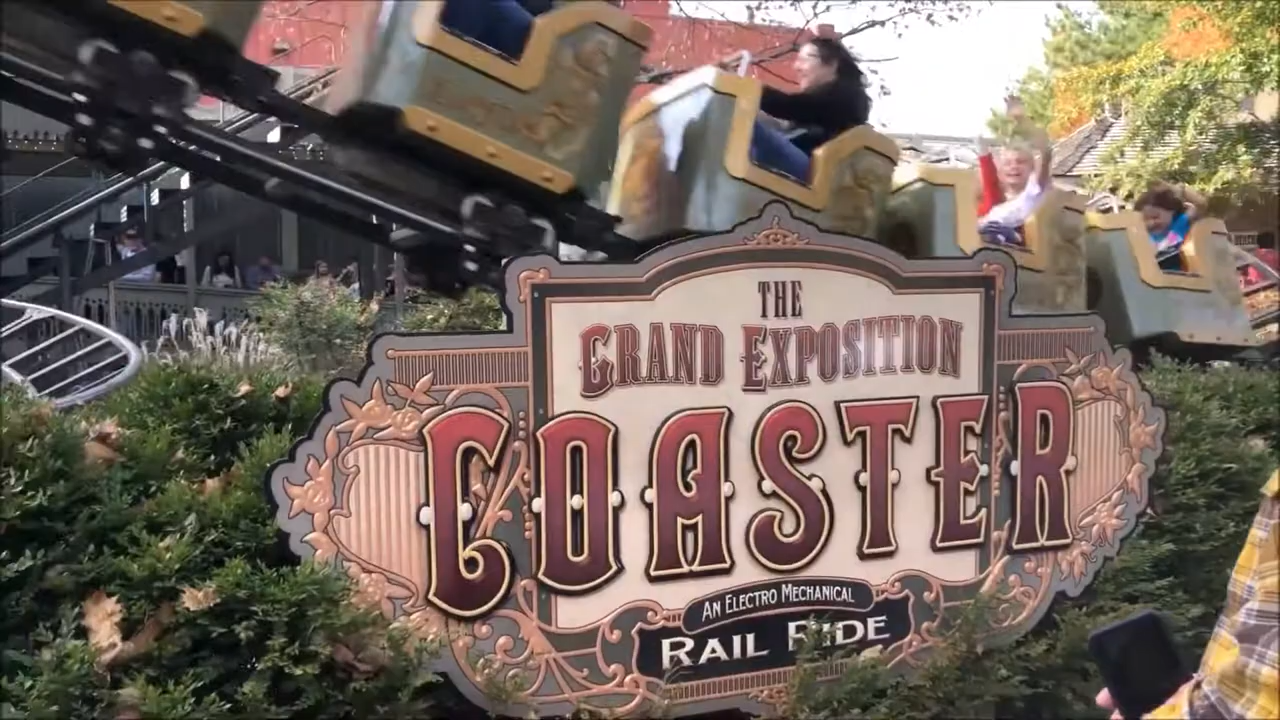 THE
GRAND EXPOSITION
COASTER
AN ELECTRO MECHANICAL
RAIL RIDE